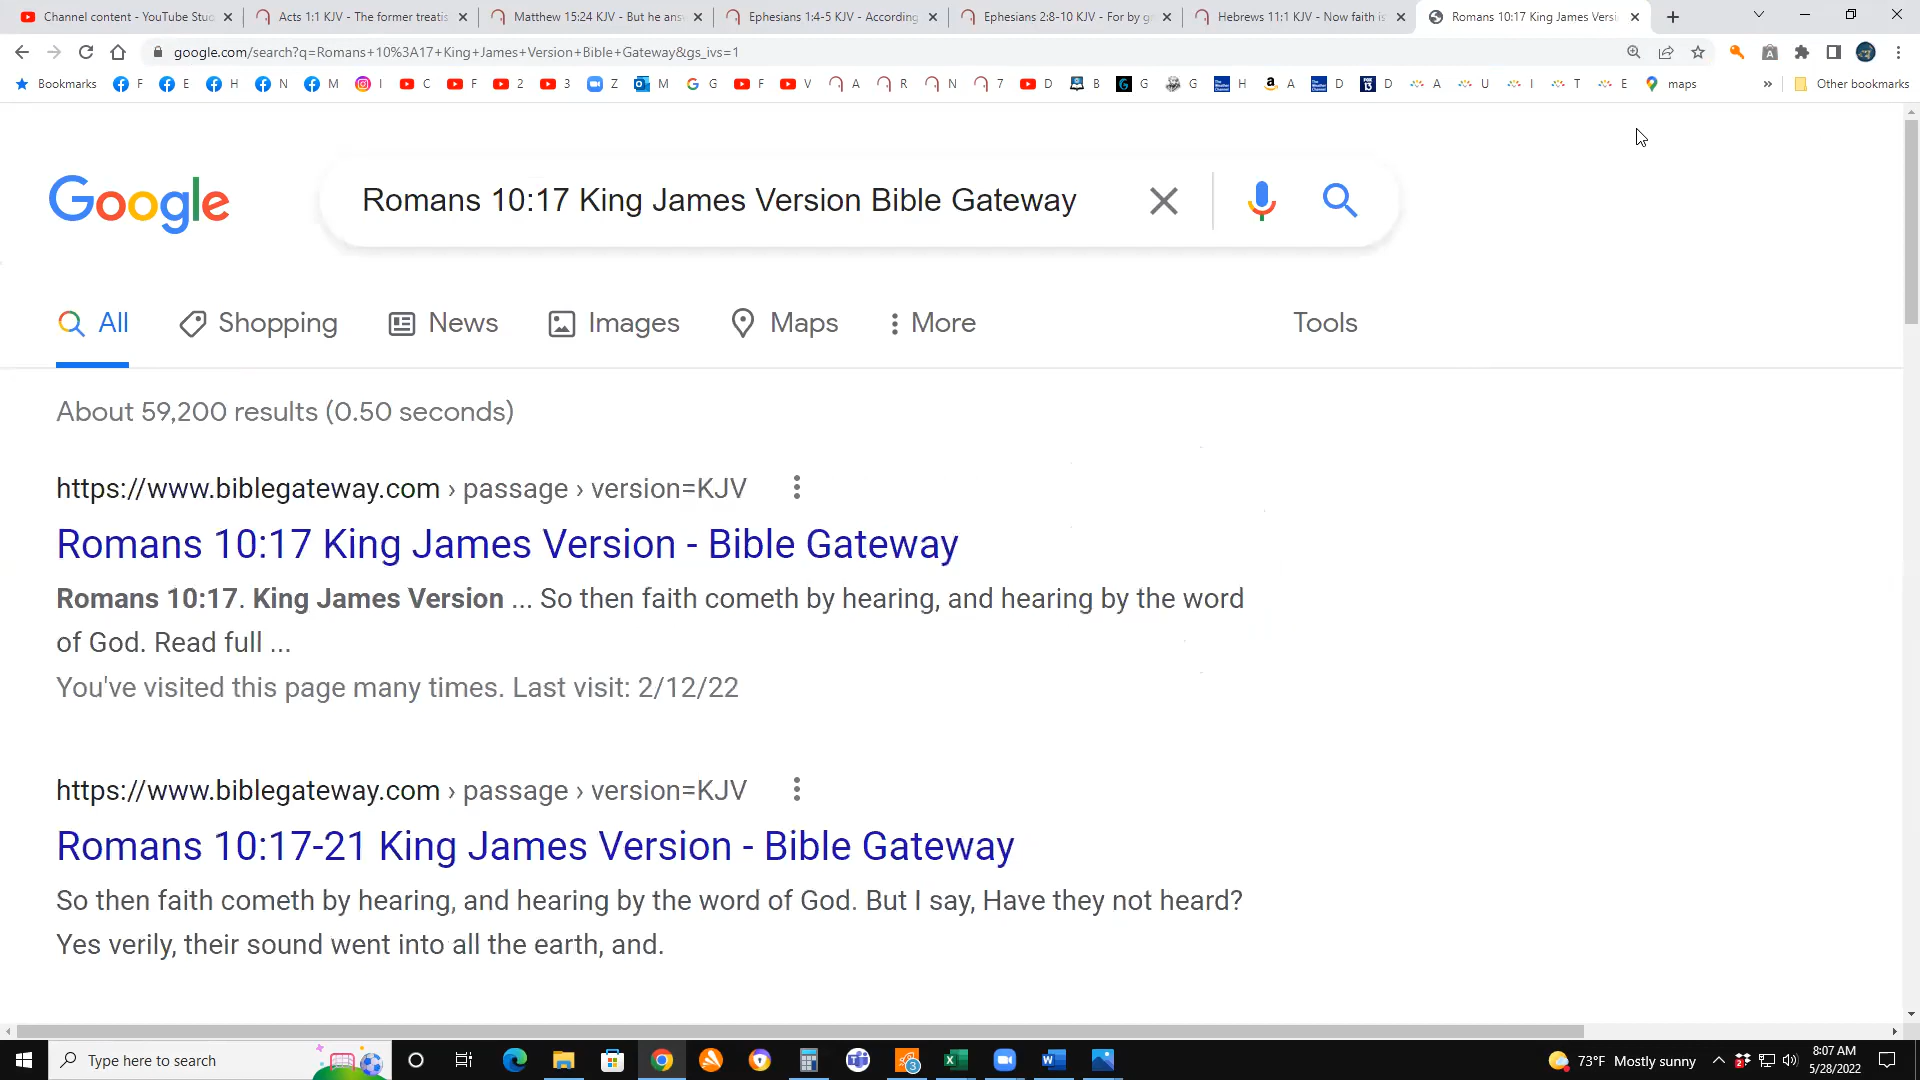 Channel content - YouTube Stu
Acts 1:1 KJV - The former treatis
Matthew 15:24 KJV - But he ans
Ephesians 1:4-5 KJV - According
Ephesians 2:8-10 KJV - For by g
Hebrews 11:1 KJV - Now faith is
Romans 10:17 King James Versi
google.com/search?q=Romans+10%3A17+King+James+Version+Bible+Gateway&gs_ivs=1
Bookmarks F E H N M I C F 2 3 Z M G F V A R N 7 D B G G H A D D A U I T E maps » Other bookmarks
Google
Romans 10:17 King James Version Bible Gateway
All Shopping News Images Maps More Tools
About 59,200 results (0.50 seconds)
https://www.biblegateway.com › passage › version=KJV
Romans 10:17 King James Version - Bible Gateway
Romans 10:17. King James Version ... So then faith cometh by hearing, and hearing by the word
of God. Read full ...
You've visited this page many times. Last visit: 2/12/22
https://www.biblegateway.com › passage › version=KJV
Romans 10:17-21 King James Version - Bible Gateway
So then faith cometh by hearing, and hearing by the word of God. But I say, Have they not heard?
Yes verily, their sound went into all the earth, and.
Type here to search
3
73°F Mostly sunny
8:07 AM
5/28/2022